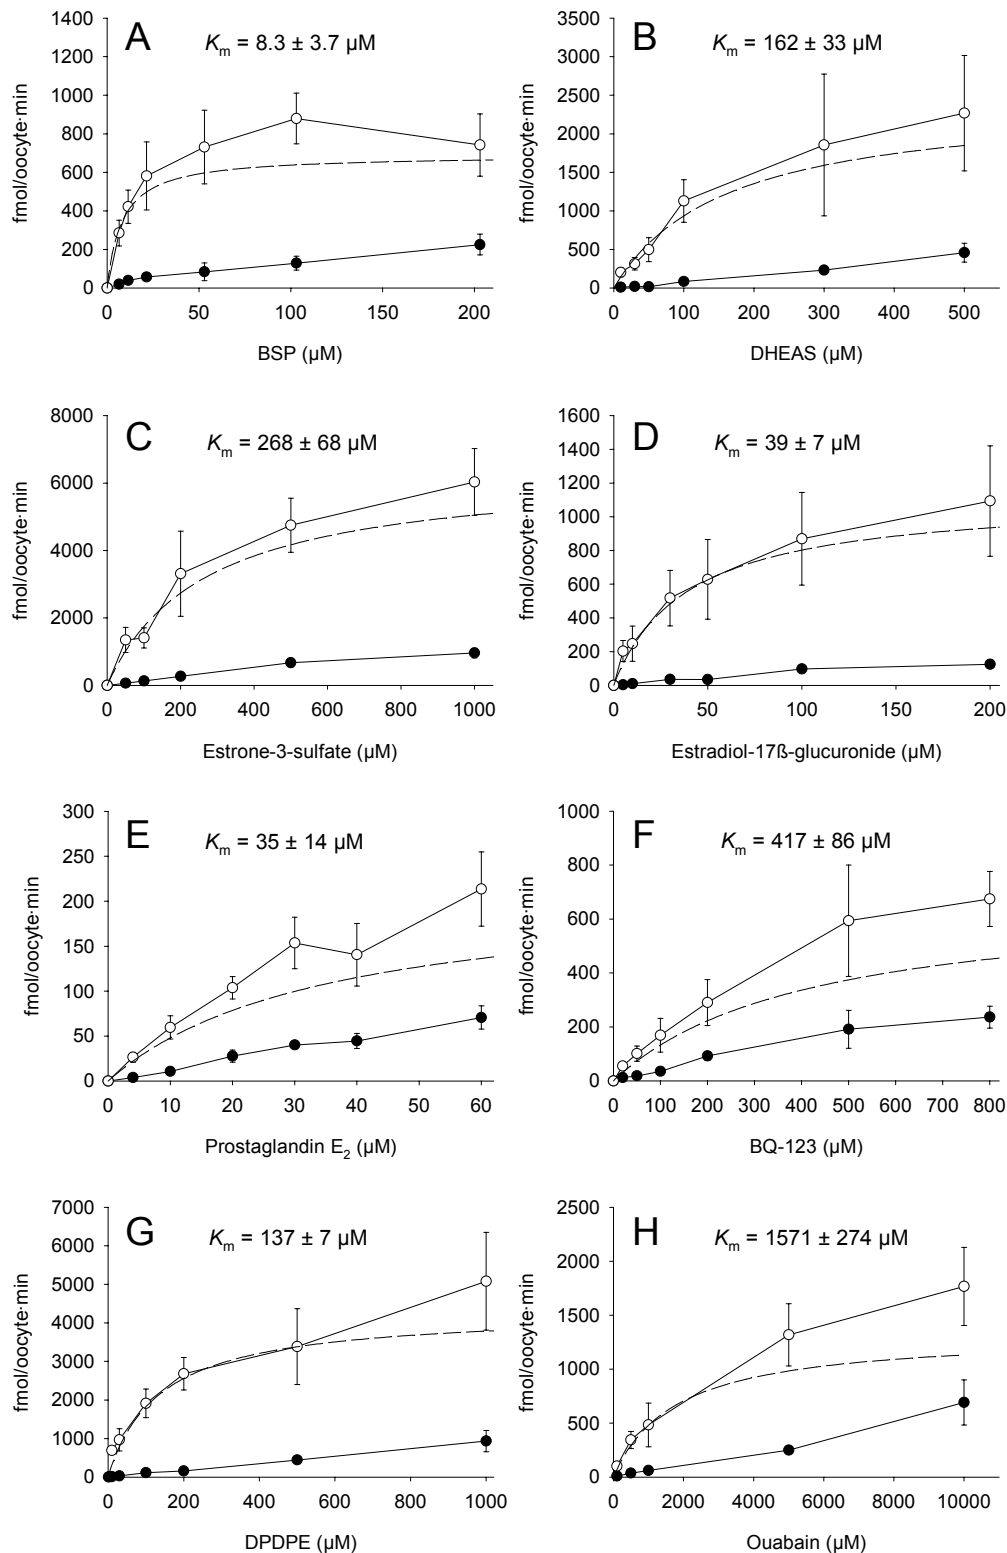 A
K_m = 8.3 ± 3.7 µM
fmol/oocyte·min
1400
1200
1000
800
600
400
200
0
0 50 100 150 200
BSP (µM)
B
K_m = 162 ± 33 µM
fmol/oocyte·min
3500
3000
2500
2000
1500
1000
500
0
0 100 200 300 400 500
DHEAS (µM)
C
K_m = 268 ± 68 µM
fmol/oocyte·min
8000
6000
4000
2000
0
0 200 400 600 800 1000
Estrone-3-sulfate (µM)
D
K_m = 39 ± 7 µM
fmol/oocyte·min
1600
1400
1200
1000
800
600
400
200
0
0 50 100 150 200
Estradiol-17ß-glucuronide (µM)
E
K_m = 35 ± 14 µM
fmol/oocyte·min
300
250
200
150
100
50
0
0 10 20 30 40 50 60
Prostaglandin E₂ (µM)
F
K_m = 417 ± 86 µM
fmol/oocyte·min
1000
800
600
400
200
0
0 100 200 300 400 500 600 700 800
BQ-123 (µM)
G
K_m = 137 ± 7 µM
fmol/oocyte·min
7000
6000
5000
4000
3000
2000
1000
0
0 200 400 600 800 1000
DPDPE (µM)
H
K_m = 1571 ± 274 µM
fmol/oocyte·min
2500
2000
1500
1000
500
0
0 2000 4000 6000 8000 10000
Ouabain (µM)